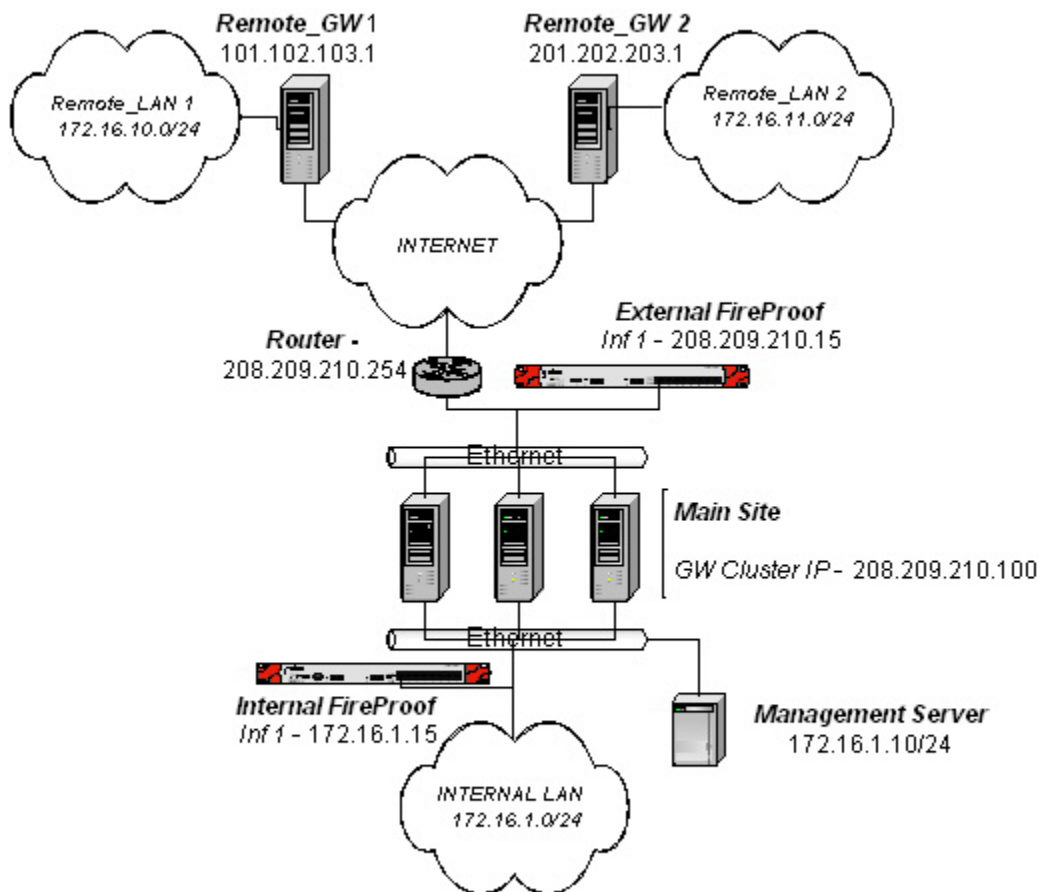 Remote_GW 1
101.102.103.1
Remote_GW 2
201.202.203.1
Remote_LAN 1
172.16.10.0/24
Remote_LAN 2
172.16.11.0/24
INTERNET
External FireProof
Inf 1 - 208.209.210.15
Router -
208.209.210.254
Ethernet
Main Site
GW Cluster IP - 208.209.210.100
Ethernet
Internal FireProof
Inf 1 - 172.16.1.15
Management Server
172.16.1.10/24
INTERNAL LAN
172.16.1.0/24